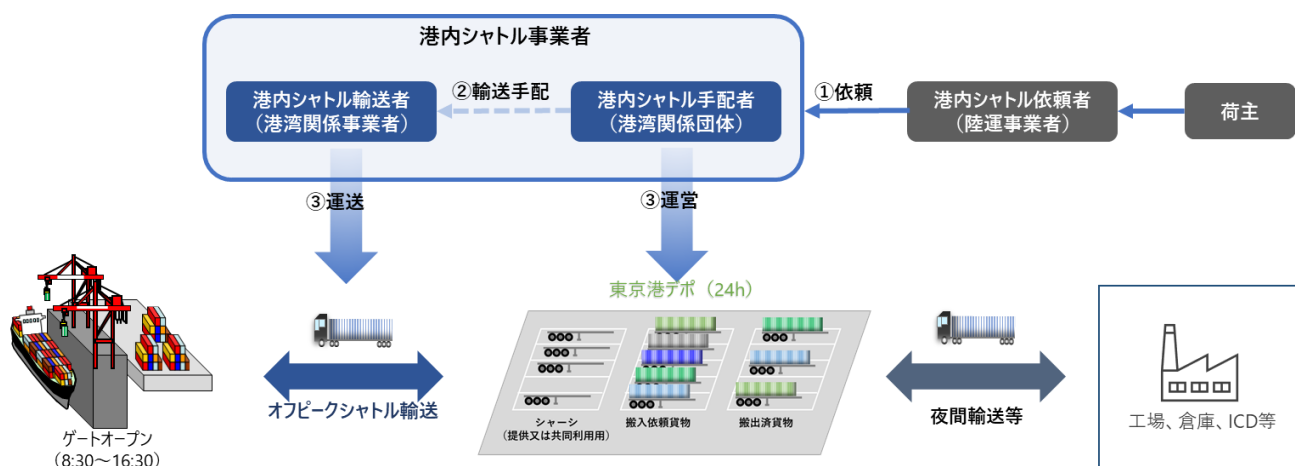 港内シャトル事業者
港内シャトル輸送者
（港湾関係事業者）
②輸送手配
港内シャトル手配者
（港湾関係団体）
①依頼
港内シャトル依頼者
（陸運事業者）
荷主
③運送
③運営
東京港デポ（24h）
オフピークシャトル輸送
夜間輸送等
シャーシ
（提供又は共同利用用）
搬入依頼貨物
搬出済貨物
工場、倉庫、ICD等
ゲートオープン
（8:30～16:30）